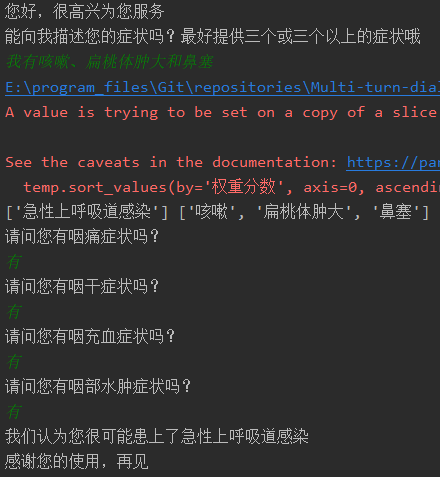 您好，很高兴为您服务
能向我描述您的症状吗？最好提供三个或三个以上的症状哦
我有咳嗽、扁桃体肿大和鼻塞
E:\program_files\Git\repositories\Multi-turn-dial
A value is trying to be set on a copy of a slice
See the caveats in the documentation: https://pan
temp.sort_values(by='权重分数', axis=0, ascendin
['急性上呼吸道感染'] ['咳嗽', '扁桃体肿大', '鼻塞']
请问您有咽痛症状吗？
有
请问您有咽干症状吗？
有
请问您有咽充血症状吗？
有
请问您有咽部水肿症状吗？
有
我们认为您很可能患上了急性上呼吸道感染
感谢您的使用，再见